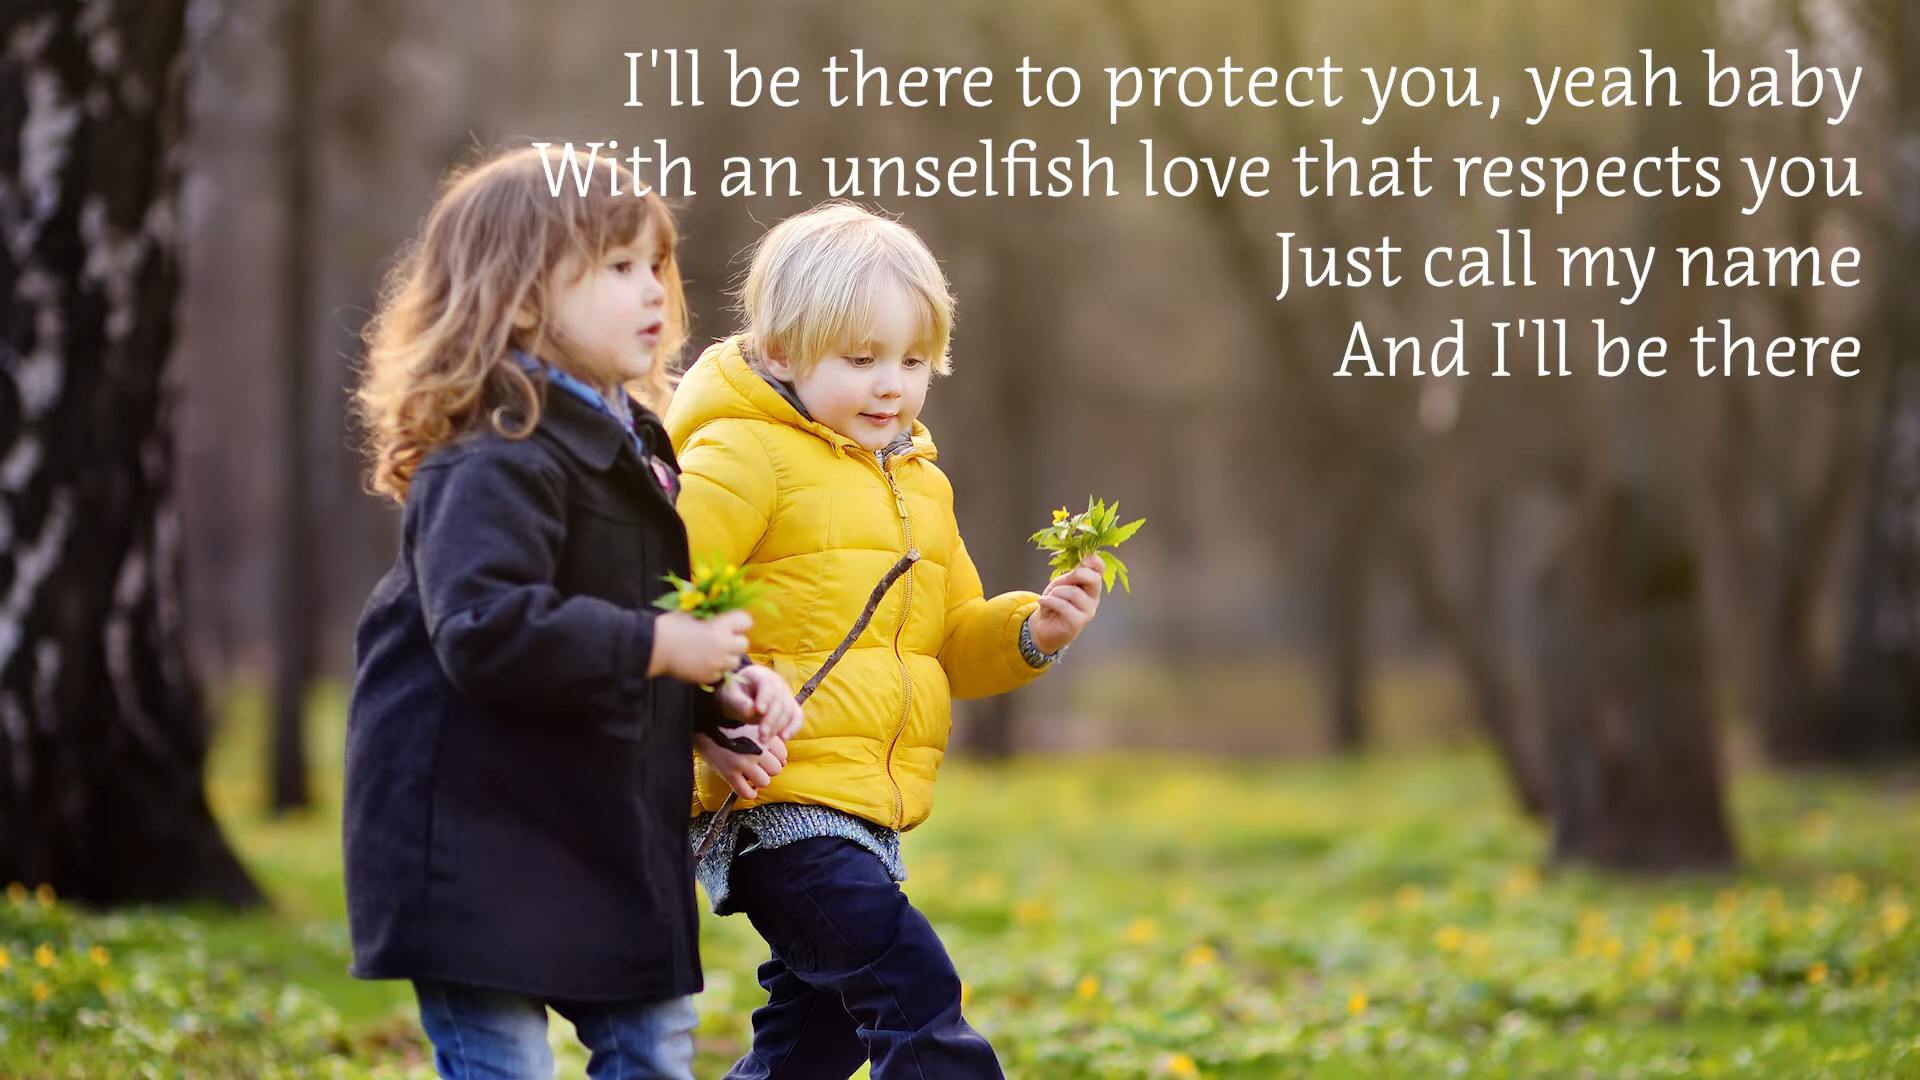 I'll be there to protect you, yeah baby
With an unselfish love that respects you
Just call my name
And I'll be there